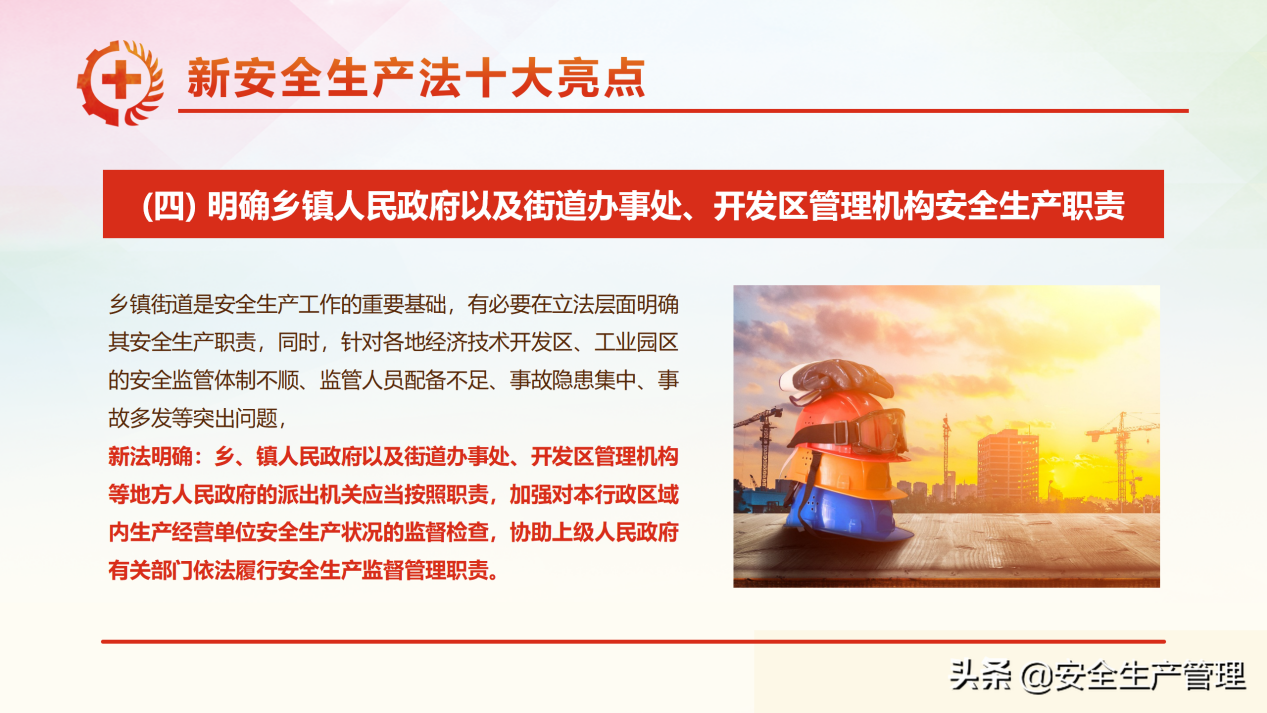 新安全生产法十大亮点
(四) 明确乡镇人民政府以及街道办事处、开发区管理机构安全生产职责
乡镇街道是安全生产工作的重要基础，有必要在立法层面明确
其安全生产职责，同时，针对各地经济技术开发区、工业园区
的安全监管体制不顺、监管人员配备不足、事故隐患集中、事
故多发等突出问题，
新法明确：乡、镇人民政府以及街道办事处、开发区管理机构
等地方人民政府的派出机关应当按照职责，加强对本行政区域
内生产经营单位安全生产状况的监督检查，协助上级人民政府
有关部门依法履行安全生产监督管理职责。
头条 @安全生产管理